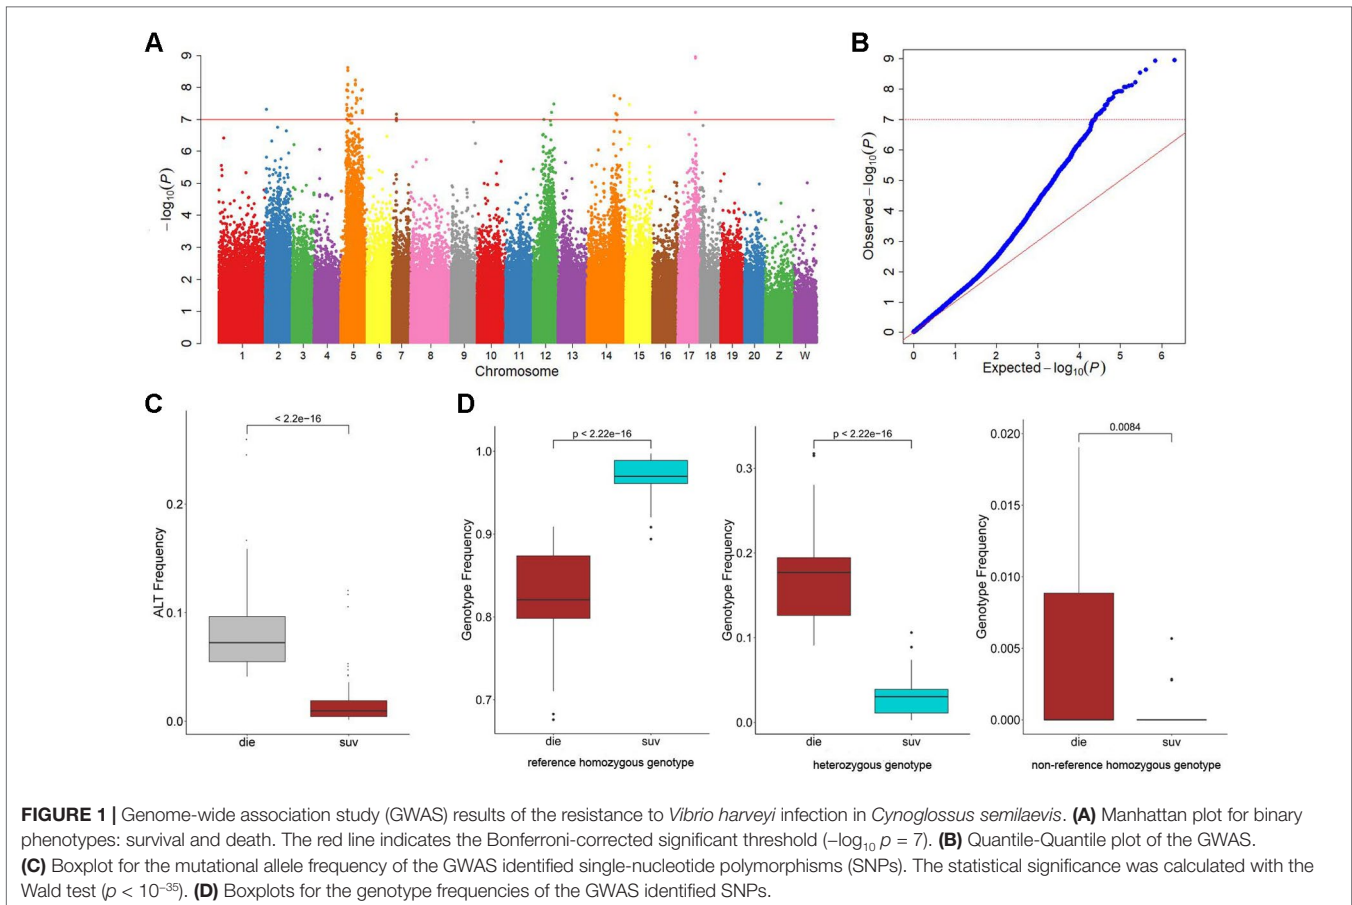 A
9
8
7
6
5
4
3
2
1
0
−log10(P)
1 2 3 4 5 6 7 8 9 10 11 12 13 14 15 16 17 18 19 20 Z W
Chromosome
B
9
8
7
6
5
4
3
2
1
0
Observed −log10(P)
0 1 2 3 4 5 6
Expected −log10(P)
C
< 2.2e−16
0.2
0.1
0.0
ALT Frequency
die suv
D
p < 2.22e−16
1.0
0.9
0.8
0.7
Genotype Frequency
die suv
reference homozygous genotype
p < 2.22e−16
0.3
0.2
0.1
0.0
Genotype Frequency
die suv
heterozygous genotype
0.0084
0.020
0.015
0.010
0.005
0.000
Genotype Frequency
die suv
non-reference homozygous genotype
FIGURE 1 | Genome-wide association study (GWAS) results of the resistance to Vibrio harveyi infection in Cynoglossus semilaevis. (A) Manhattan plot for binary
phenotypes: survival and death. The red line indicates the Bonferroni-corrected significant threshold (−log10 p = 7). (B) Quantile-Quantile plot of the GWAS.
(C) Boxplot for the mutational allele frequency of the GWAS identified single-nucleotide polymorphisms (SNPs). The statistical significance was calculated with the
Wald test (p < 10−35). (D) Boxplots for the genotype frequencies of the GWAS identified SNPs.